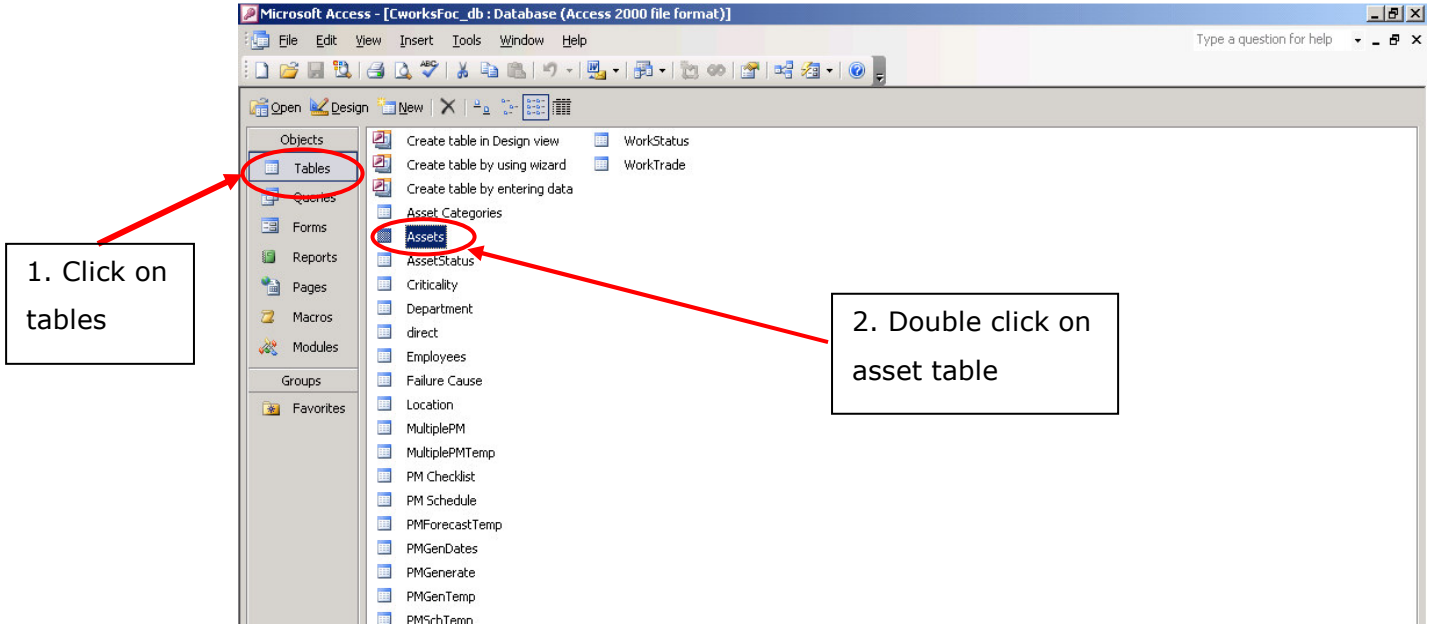 Microsoft Access - [CworksFoc_db : Database (Access 2000 file format)]
File Edit View Insert Tools Window Help
Type a question for help
Open Design New
Objects
Tables
Queries
Forms
Reports
Pages
Macros
Modules
Groups
Favorites
Create table in Design view
Create table by using wizard
Create table by entering data
Asset Categories
Assets
AssetStatus
Criticality
Department
direct
Employees
Failure Cause
Location
MultiplePM
MultiplePMTemp
PM Checklist
PM Schedule
PMForecastTemp
PMGenDates
PMGenerate
PMGenTemp
PMSchTemp
WorkStatus
WorkTrade
1. Click on
tables
2. Double click on
asset table